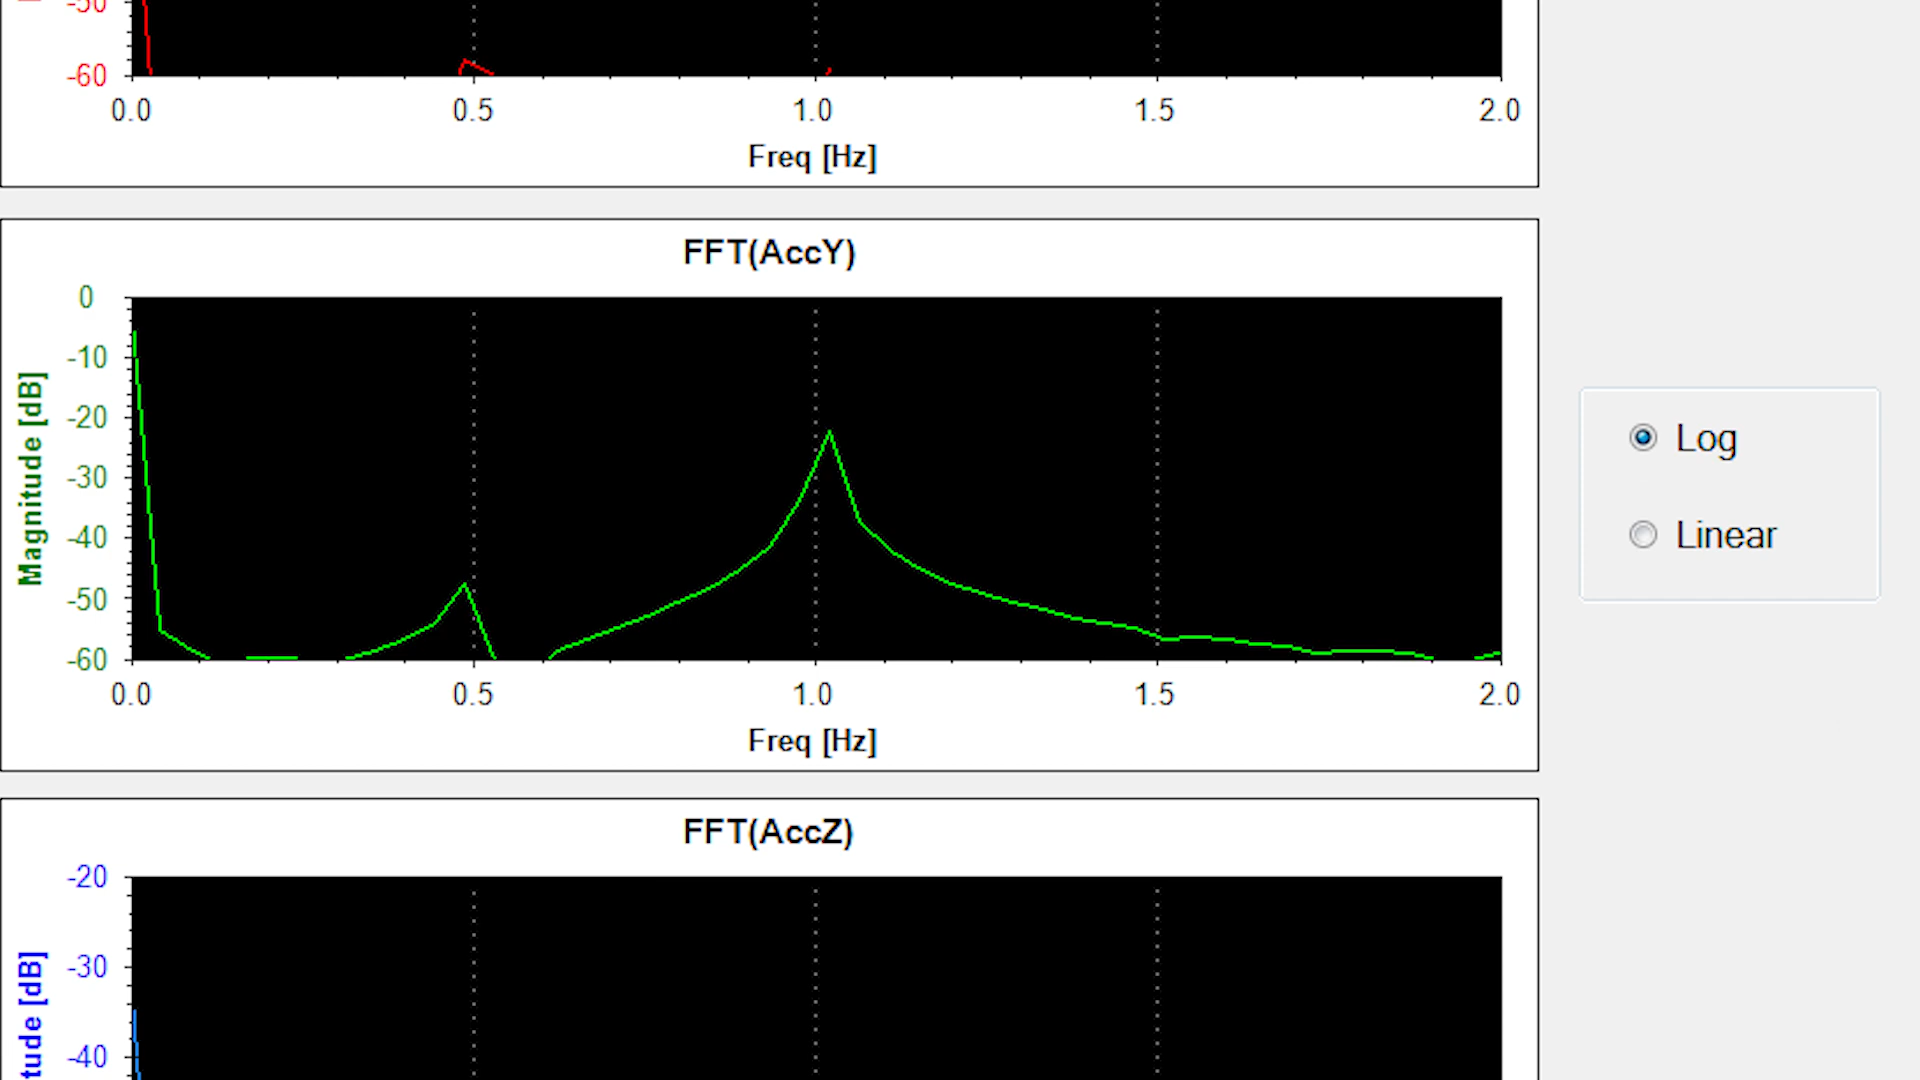 -50
-60
0.0 0.5 1.0 1.5 2.0
Freq [Hz]
FFT(AccY)
0
-10
-20
-30
-40
-50
-60
Magnitude [dB]
0.0 0.5 1.0 1.5 2.0
Freq [Hz]
Log
Linear
FFT(AccZ)
-20
-30
-40
tude [dB]